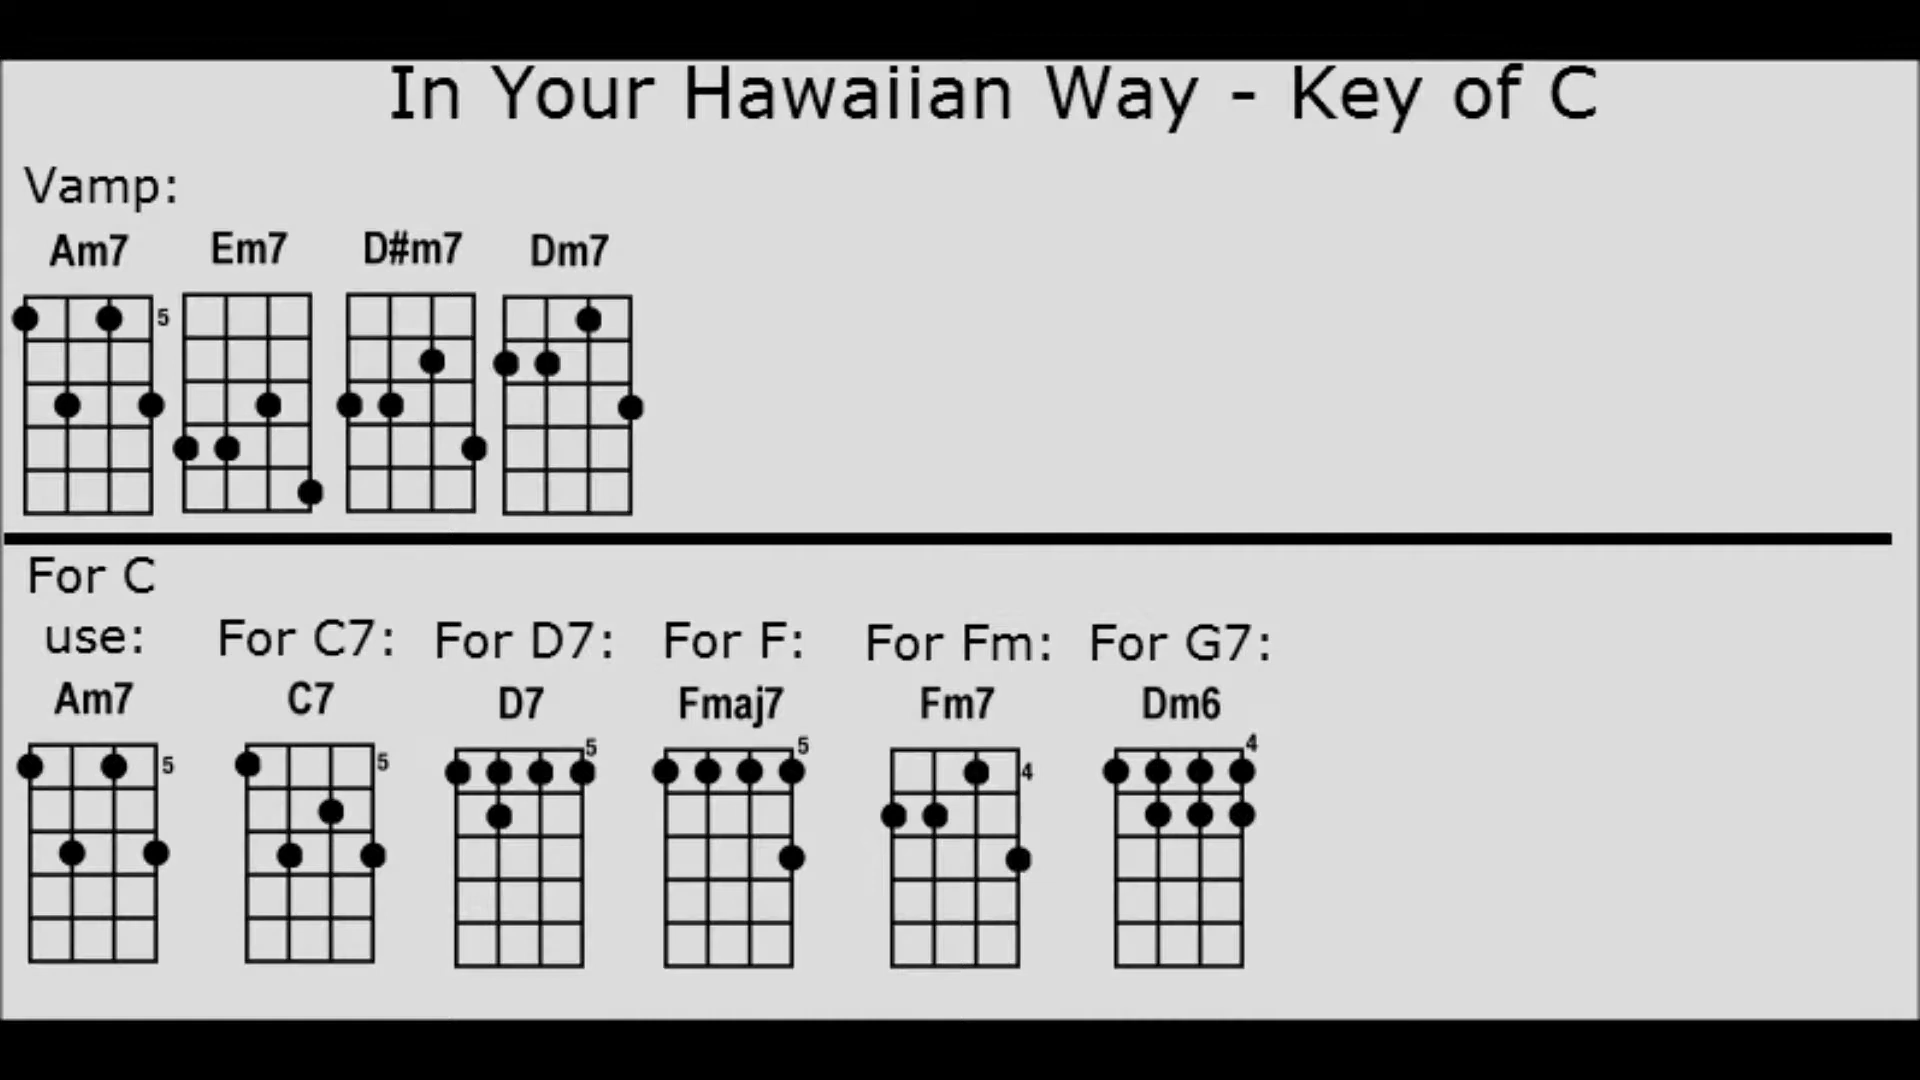 In Your Hawaiian Way - Key of C
Vamp:
Am7 Em7 D#m7 Dm7
5
For C
use: For C7: For D7: For F: For Fm: For G7:
Am7 C7 D7 Fmaj7 Fm7 Dm6
5 5 5 5 4 4